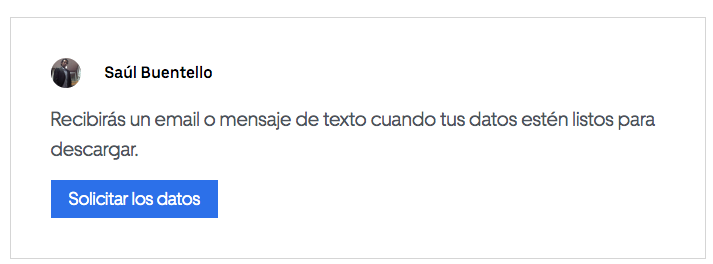 Saúl Buentello
Recibirás un email o mensaje de texto cuando tus datos estén listos para
descargar.
Solicitar los datos